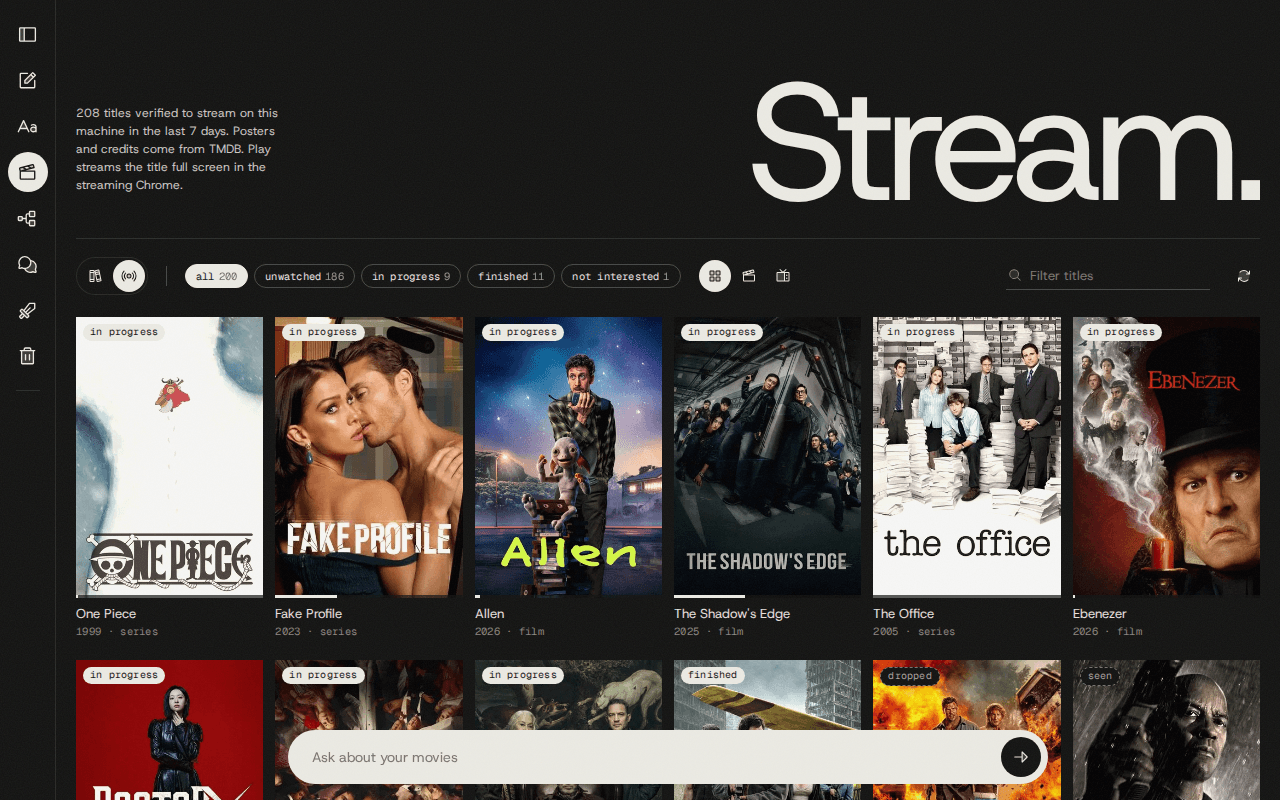 Aa
208 titles verified to stream on this
machine in the last 7 days. Posters
and credits come from TMDB. Play
streams the title full screen in the
streaming Chrome.
Stream.
all 200
unwatched 186
in progress 9
finished 11
not interested 1
Filter titles
in progress
in progress
in progress
in progress
in progress
in progress
EBENEZER
ONE PIECE
FAKE PROFILE
Allen
THE SHADOW'S EDGE
the office
One Piece
Fake Profile
Allen
The Shadow's Edge
The Office
Ebenezer
1999 · series
2023 · series
2026 · film
2025 · film
2005 · series
2026 · film
in progress
in progress
in progress
finished
dropped
seen
Ask about your movies